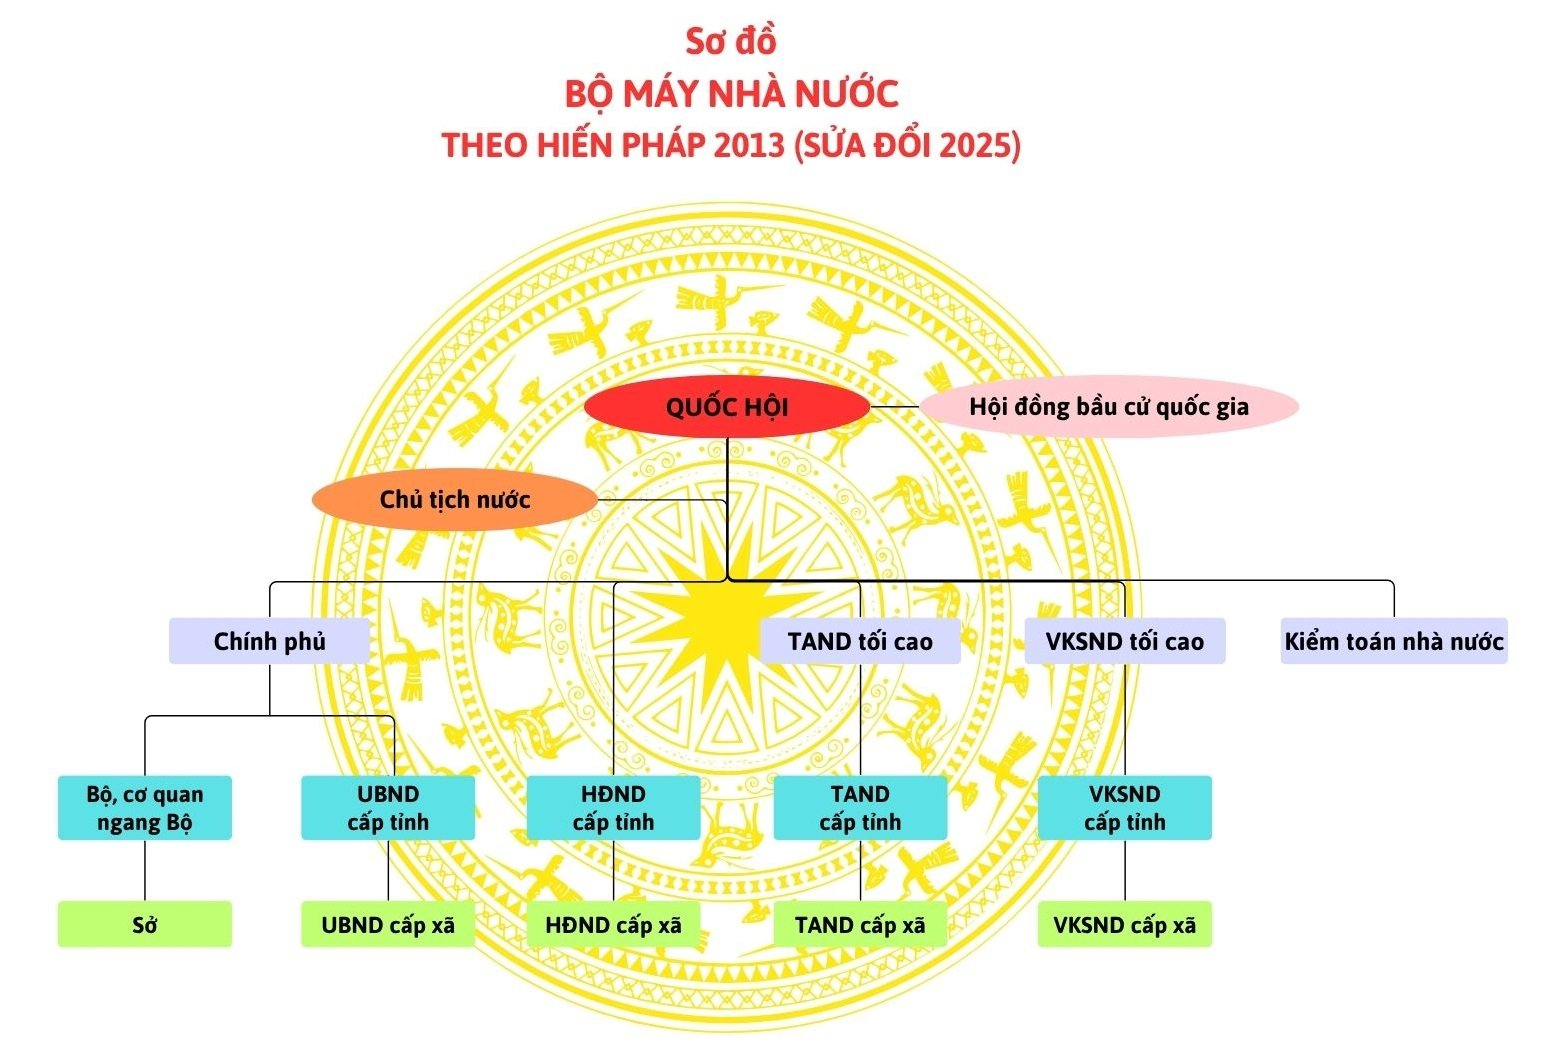 Sơ đồ
BỘ MÁY NHÀ NƯỚC
THEO HIẾN PHÁP 2013 (SỬA ĐỔI 2025)
QUỐC HỘI
Hội đồng bầu cử quốc gia
Chủ tịch nước
Chính phủ
TAND tối cao
VKSND tối cao
Kiểm toán nhà nước
Bộ, cơ quan
ngang Bộ
UBND
cấp tỉnh
HĐND
cấp tỉnh
TAND
cấp tỉnh
VKSND
cấp tỉnh
Sở
UBND cấp xã
HĐND cấp xã
TAND cấp xã
VKSND cấp xã